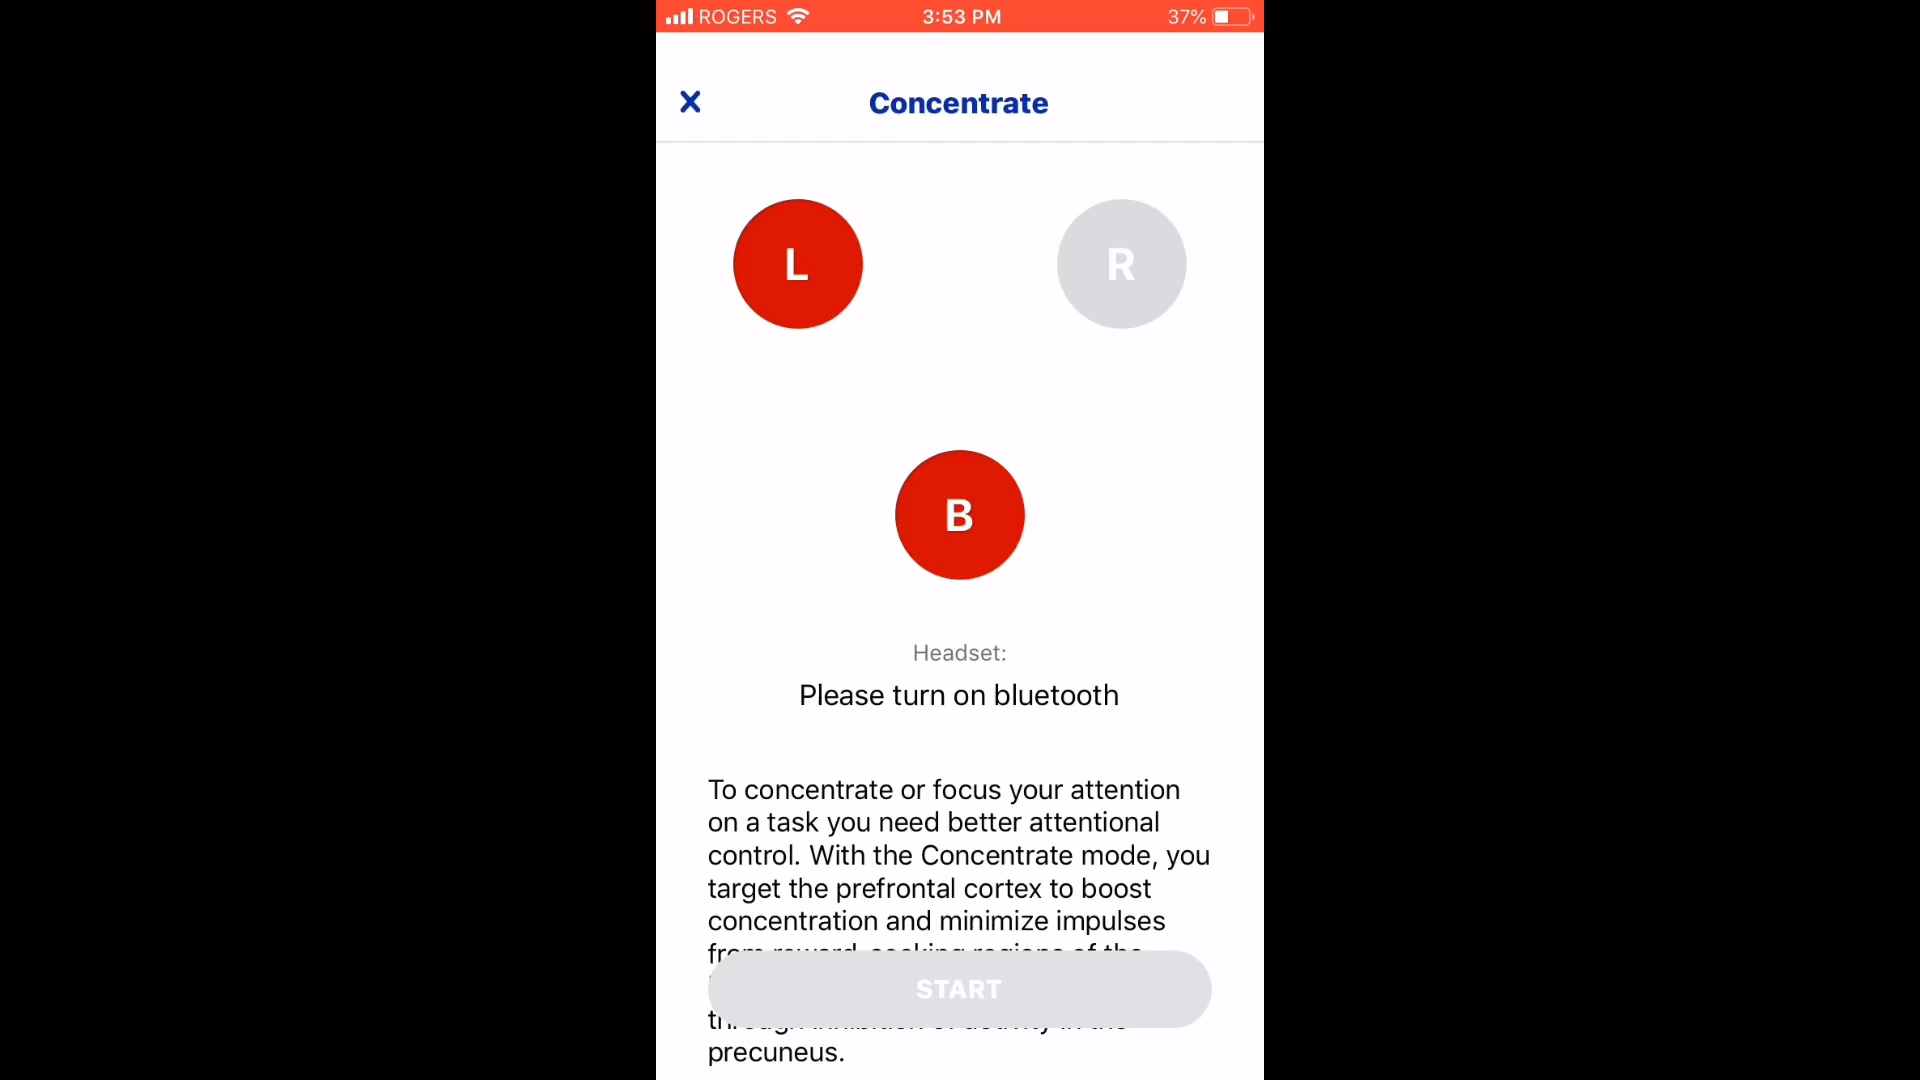 ROGERS 3:53 PM 37%
Concentrate
L R
B
Headset:
Please turn on bluetooth
To concentrate or focus your attention
on a task you need better attentional
control. With the Concentrate mode, you
target the prefrontal cortex to boost
concentration and minimize impulses
START
precuneus.